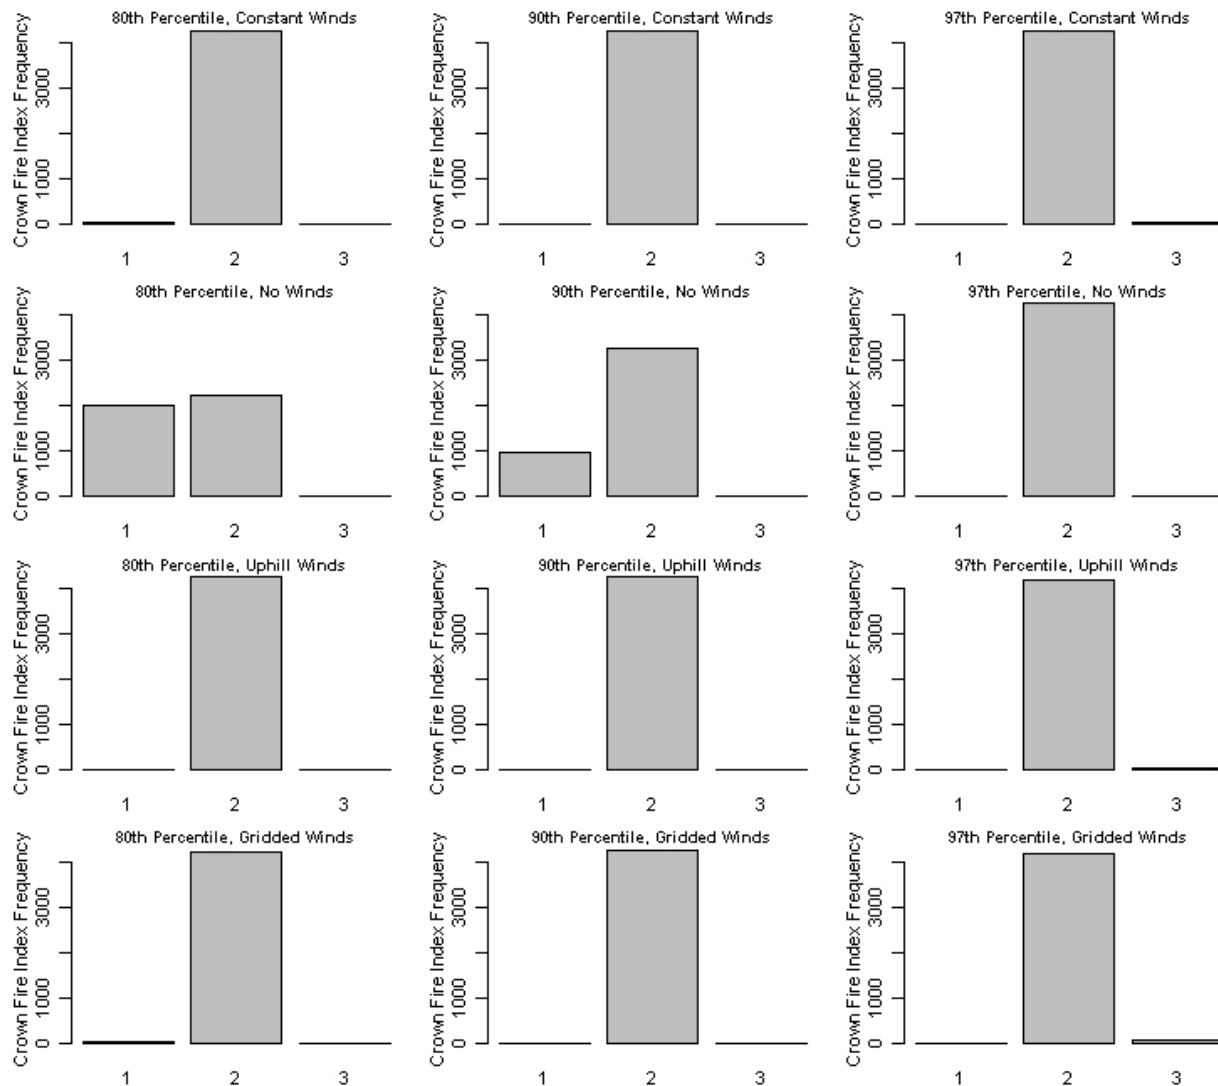 80th Percentile, Constant Winds
Crown Fire Index Frequency
0 1000 3000
1 2 3
90th Percentile, Constant Winds
Crown Fire Index Frequency
0 1000 3000
1 2 3
97th Percentile, Constant Winds
Crown Fire Index Frequency
0 1000 3000
1 2 3
80th Percentile, No Winds
Crown Fire Index Frequency
0 1000 3000
1 2 3
90th Percentile, No Winds
Crown Fire Index Frequency
0 1000 3000
1 2 3
97th Percentile, No Winds
Crown Fire Index Frequency
0 1000 3000
1 2 3
80th Percentile, Uphill Winds
Crown Fire Index Frequency
0 1000 3000
1 2 3
90th Percentile, Uphill Winds
Crown Fire Index Frequency
0 1000 3000
1 2 3
97th Percentile, Uphill Winds
Crown Fire Index Frequency
0 1000 3000
1 2 3
80th Percentile, Gridded Winds
Crown Fire Index Frequency
0 1000 3000
1 2 3
90th Percentile, Gridded Winds
Crown Fire Index Frequency
0 1000 3000
1 2 3
97th Percentile, Gridded Winds
Crown Fire Index Frequency
0 1000 3000
1 2 3